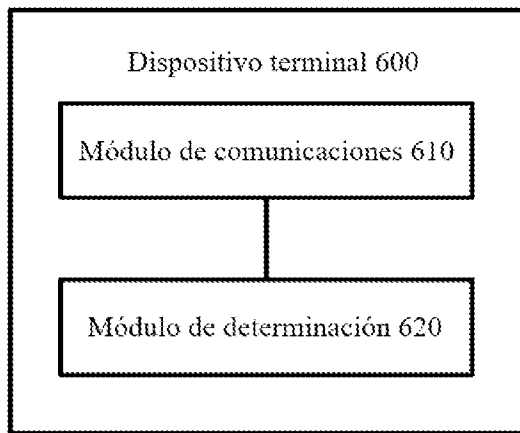 Dispositivo terminal 600
Módulo de comunicaciones 610
Módulo de determinación 620